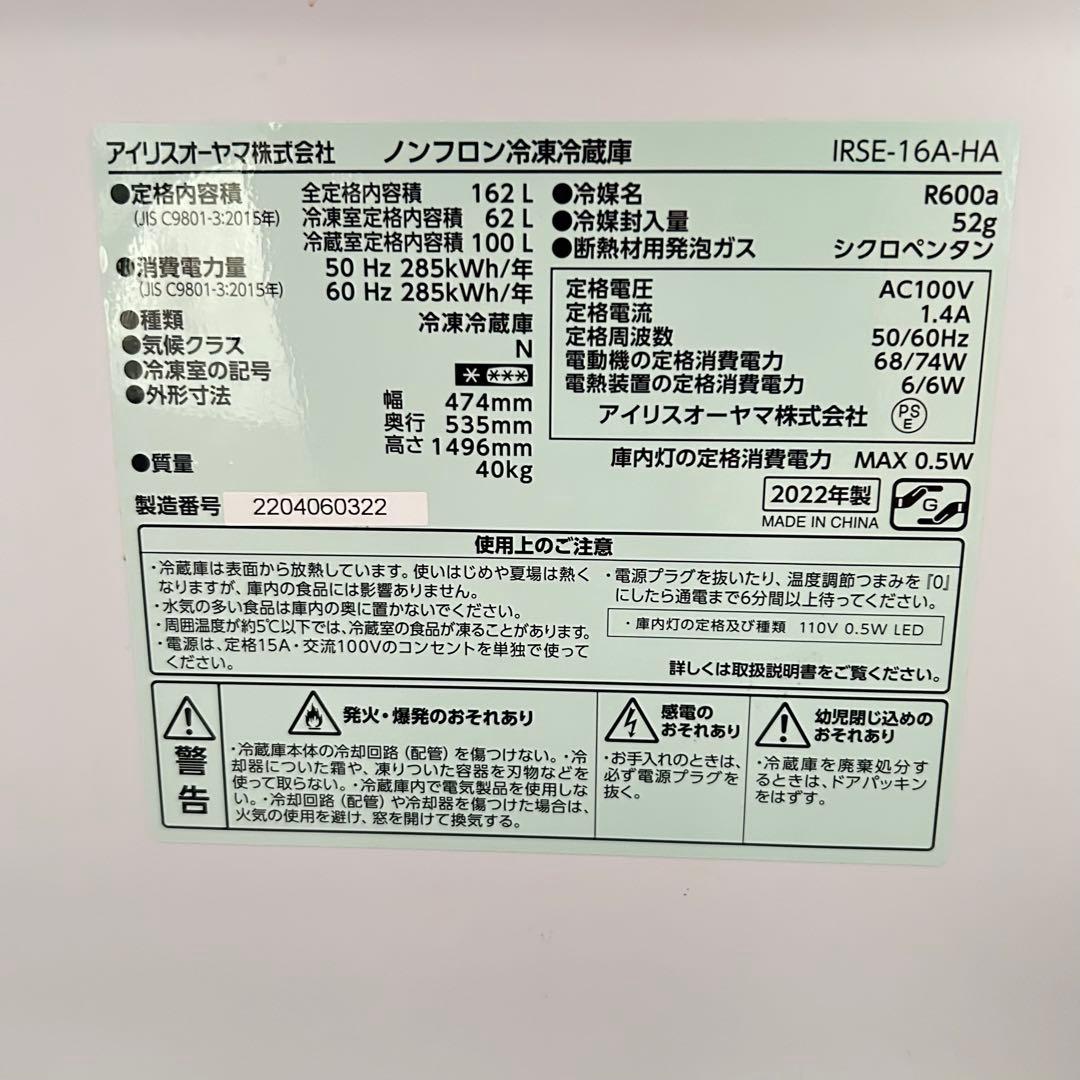 アイリスオーヤマ株式会社 ノンフロン冷凍冷蔵庫 IRSE-16A-HA
●定格内容積 全定格内容積 162 L
(JIS C9801-3:2015年) 冷凍室定格内容積 62 L
冷蔵室定格内容積 100 L
●消費電力量 50 Hz 285kWh/年
(JIS C9801-3:2015年) 60 Hz 285kWh/年
●種類 冷凍冷蔵庫
●気候クラス N
●冷凍室の記号
●外形寸法 幅 474mm
奥行 535mm
高さ 1496mm
●質量 40kg
製造番号 2204060322
●冷媒名 R600a
●冷媒封入量 52g
●断熱材用発泡ガス シクロペンタン
定格電圧 AC100V
定格電流 1.4A
定格周波数 50/60Hz
電動機の定格消費電力 68/74W
電熱装置の定格消費電力 6/6W
アイリスオーヤマ株式会社 PSE
庫内灯の定格消費電力 MAX 0.5W
2022年製
MADE IN CHINA
G
使用上のご注意
・冷蔵庫は表面から放熱しています。使いはじめや夏場は熱く
なりますが、庫内の食品には影響ありません。
・水気の多い食品は庫内の奥に置かないでください。
・周囲温度が約5℃以下では、冷蔵室の食品が凍ることがあります。
・電源は、定格15A・交流100Vのコンセントを単独で使って
ください。
・電源プラグを抜いたり、温度調節つまみを『0』
にしたら通電まで6分間以上待ってください。
・庫内灯の定格及び種類 110V 0.5W LED
詳しくは取扱説明書をご覧ください。
警告
発火・爆発のおそれあり
・冷蔵庫本体の冷却回路（配管）を傷つけない。・冷
却器についた霜や、凍りついた容器を刃物などを
使って取らない。・冷蔵庫内で電気製品を使用しな
い。・冷却回路（配管）や冷却器を傷つけた場合は、
火気の使用を避け、窓を開けて換気する。
感電の
おそれあり
・お手入れのときは、
必ず電源プラグを
抜く。
幼児閉じ込めの
おそれあり
・冷蔵庫を廃棄処分す
るときは、ドアパッキン
をはずす。